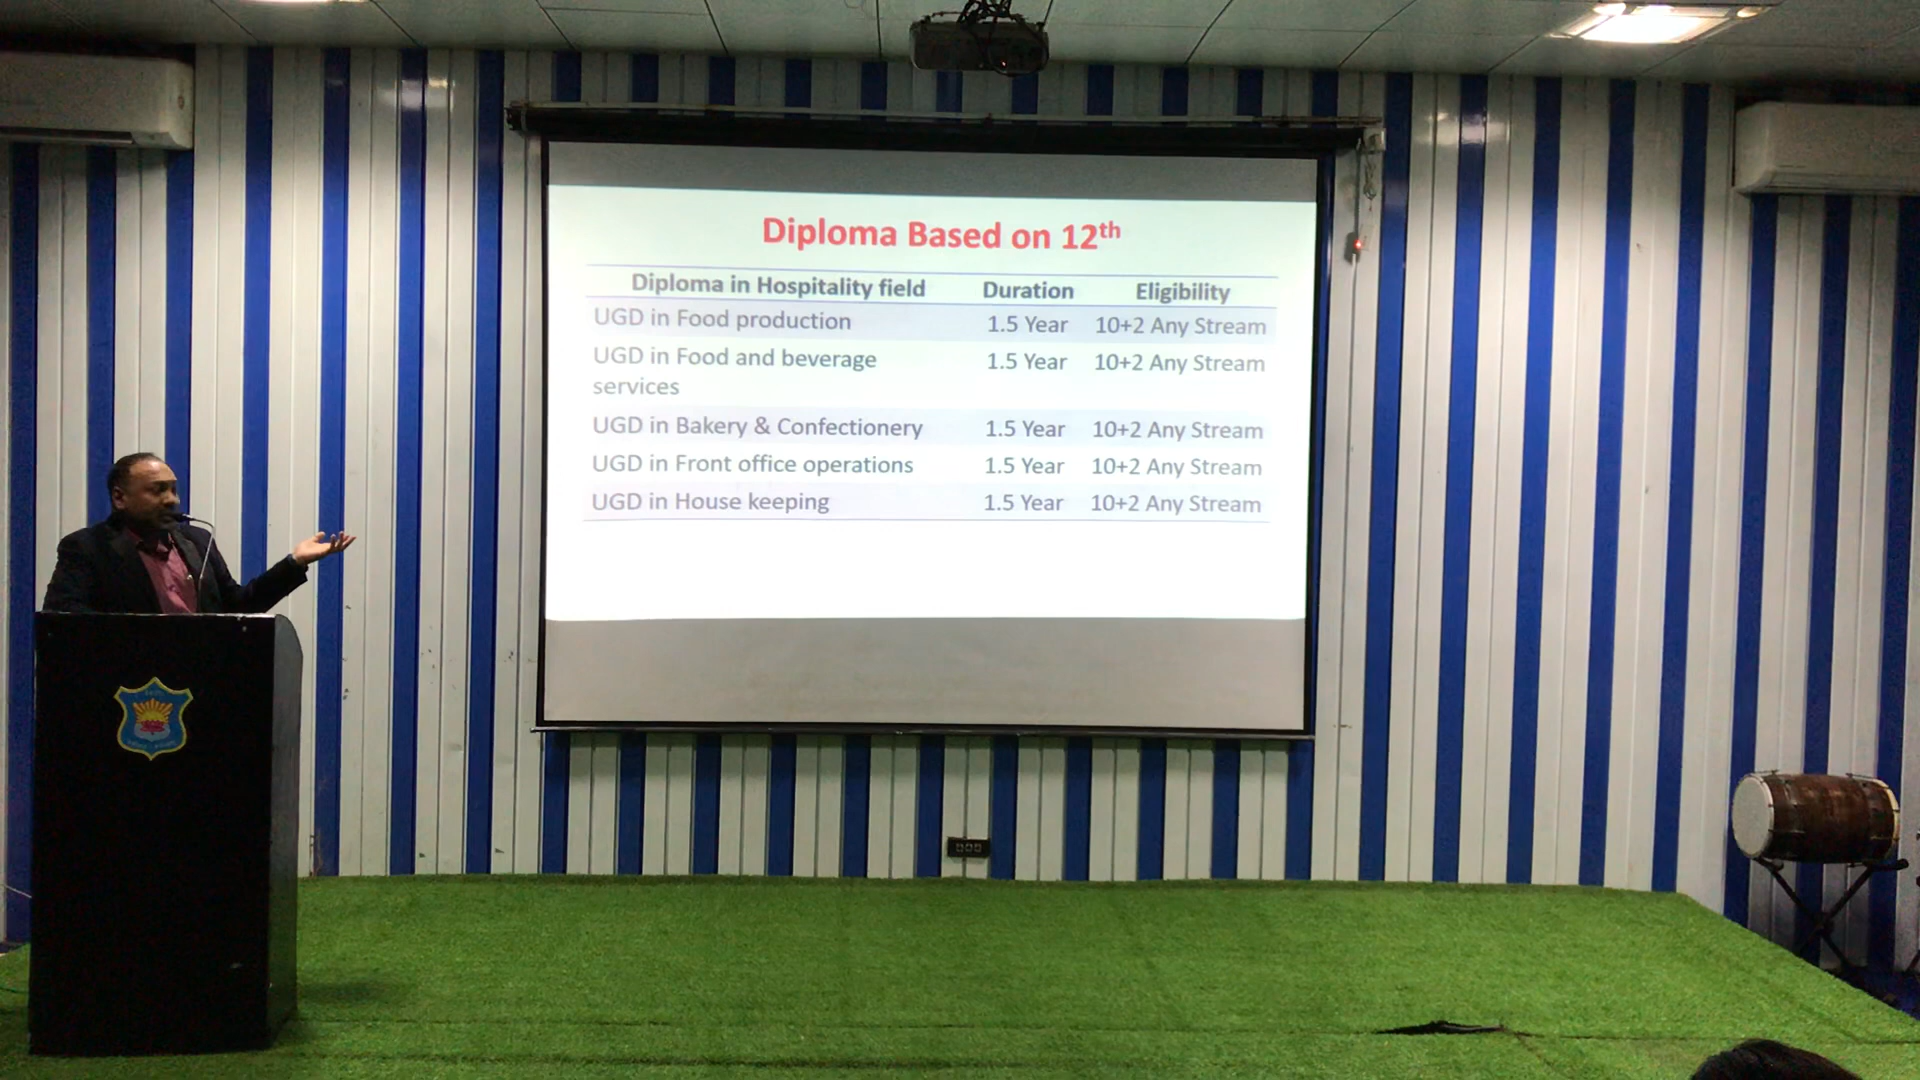 Diploma Based on 12th
Diploma in Hospitality field Duration Eligibility
UGD in Food production 1.5 Year 10+2 Any Stream
UGD in Food and beverage 1.5 Year 10+2 Any Stream
services
UGD in Bakery & Confectionery 1.5 Year 10+2 Any Stream
UGD in Front office operations 1.5 Year 10+2 Any Stream
UGD in House keeping 1.5 Year 10+2 Any Stream